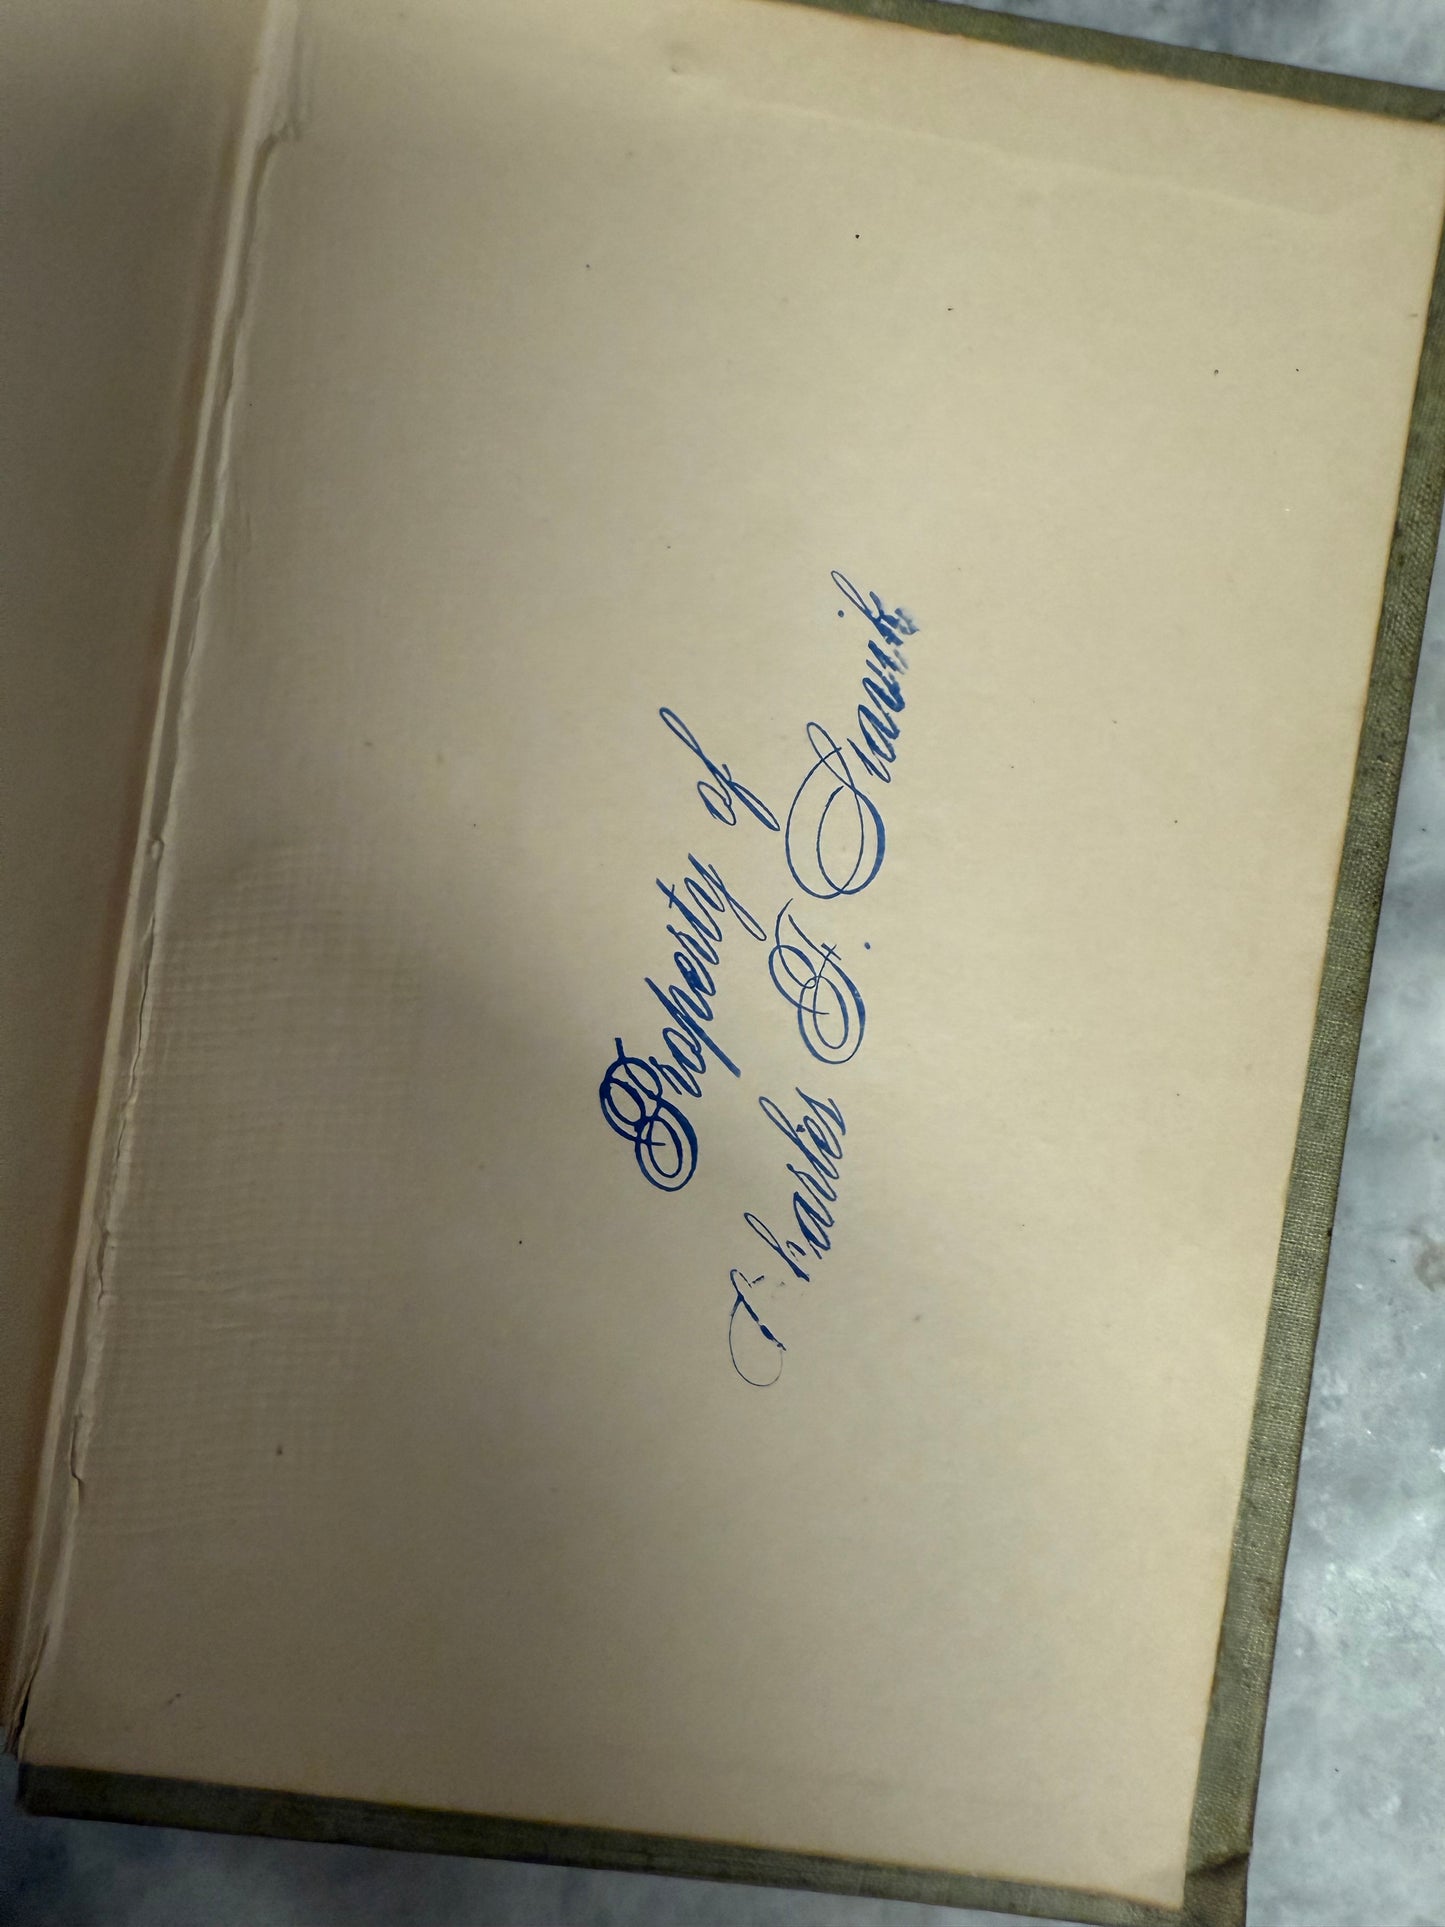 Property of
Charles F.